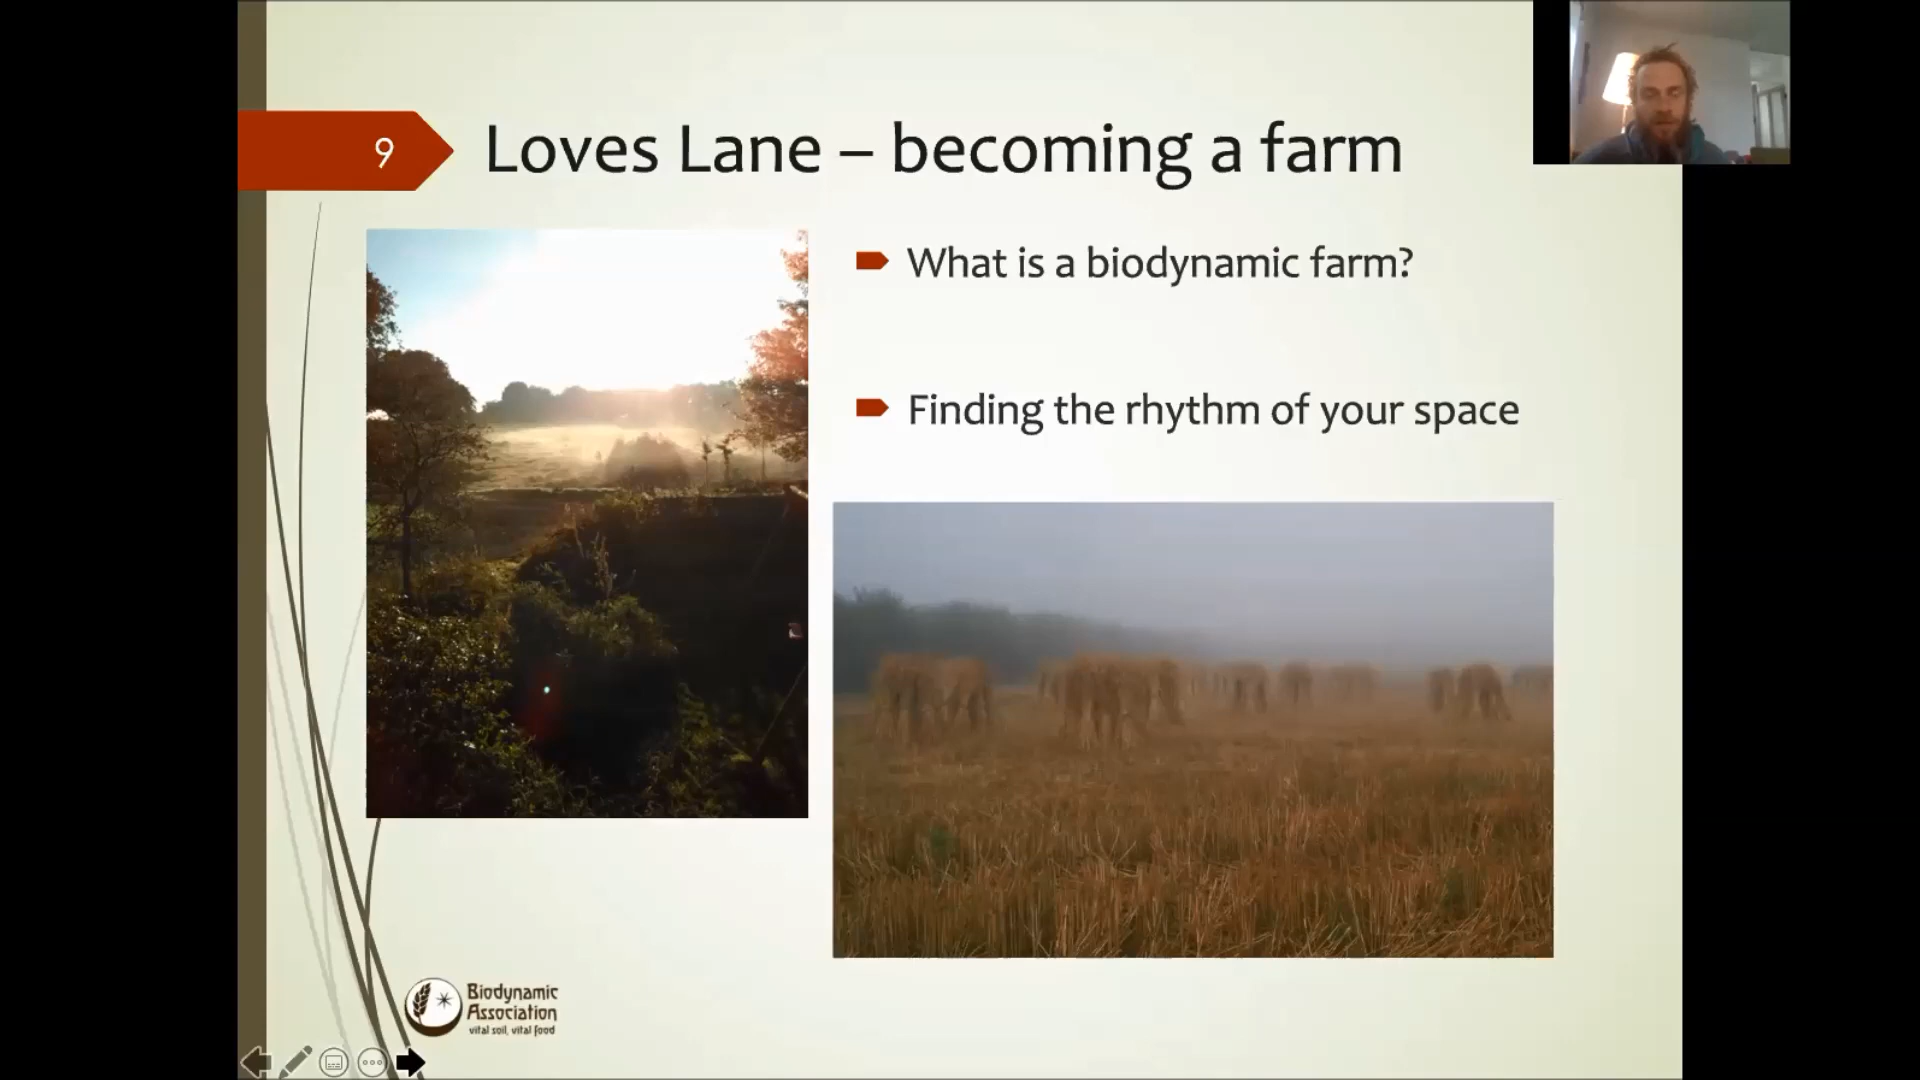 9
Loves Lane – becoming a farm
What is a biodynamic farm?
Finding the rhythm of your space
Biodynamic
Association
vital soil, vital food